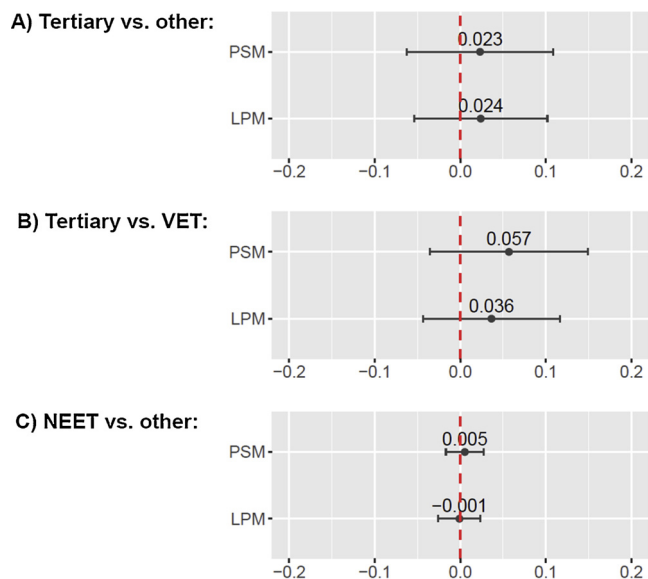 A) Tertiary vs. other:
PSM
0.023
LPM
0.024
−0.2 −0.1 0.0 0.1 0.2
B) Tertiary vs. VET:
PSM
0.057
LPM
0.036
−0.2 −0.1 0.0 0.1 0.2
C) NEET vs. other:
PSM
0.005
LPM
−0.001
−0.2 −0.1 0.0 0.1 0.2